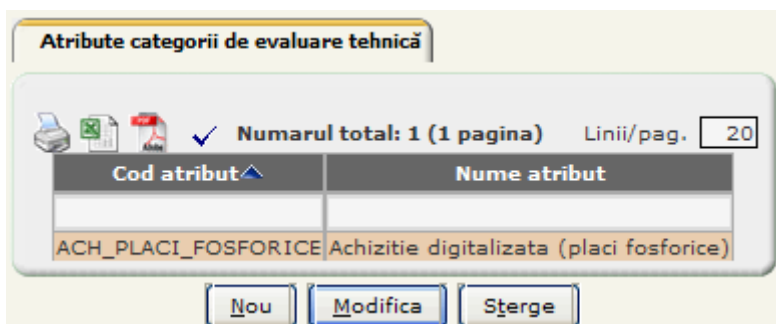 Atribute categorii de evaluare tehnică
Numarul total: 1 (1 pagina) Linii/pag. 20
Cod atribut Nume atribut
ACH_PLACI_FOSFORICE Achizitie digitalizata (placi fosforice)
Nou Modifica Sterge